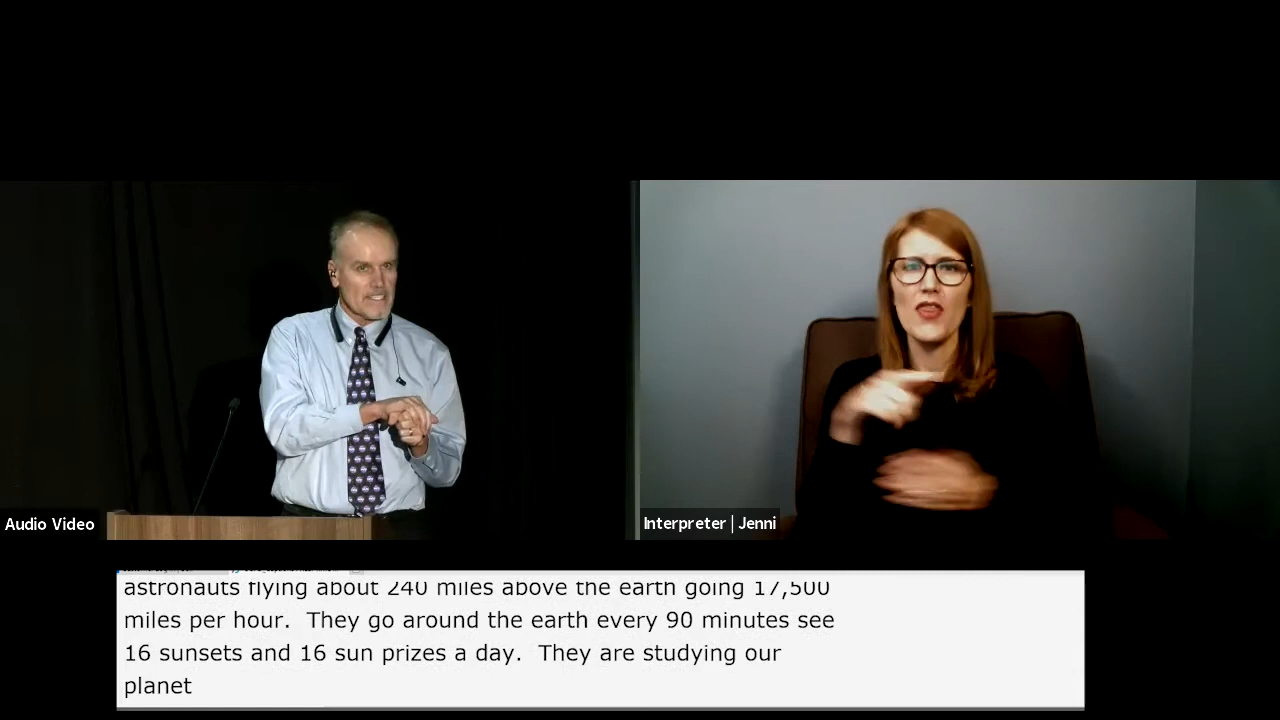 Audio Video
Interpreter | Jenni
astronauts flying about 240 miles above the earth going 17,500
miles per hour.  They go around the earth every 90 minutes see
16 sunsets and 16 sun prizes a day.  They are studying our
planet